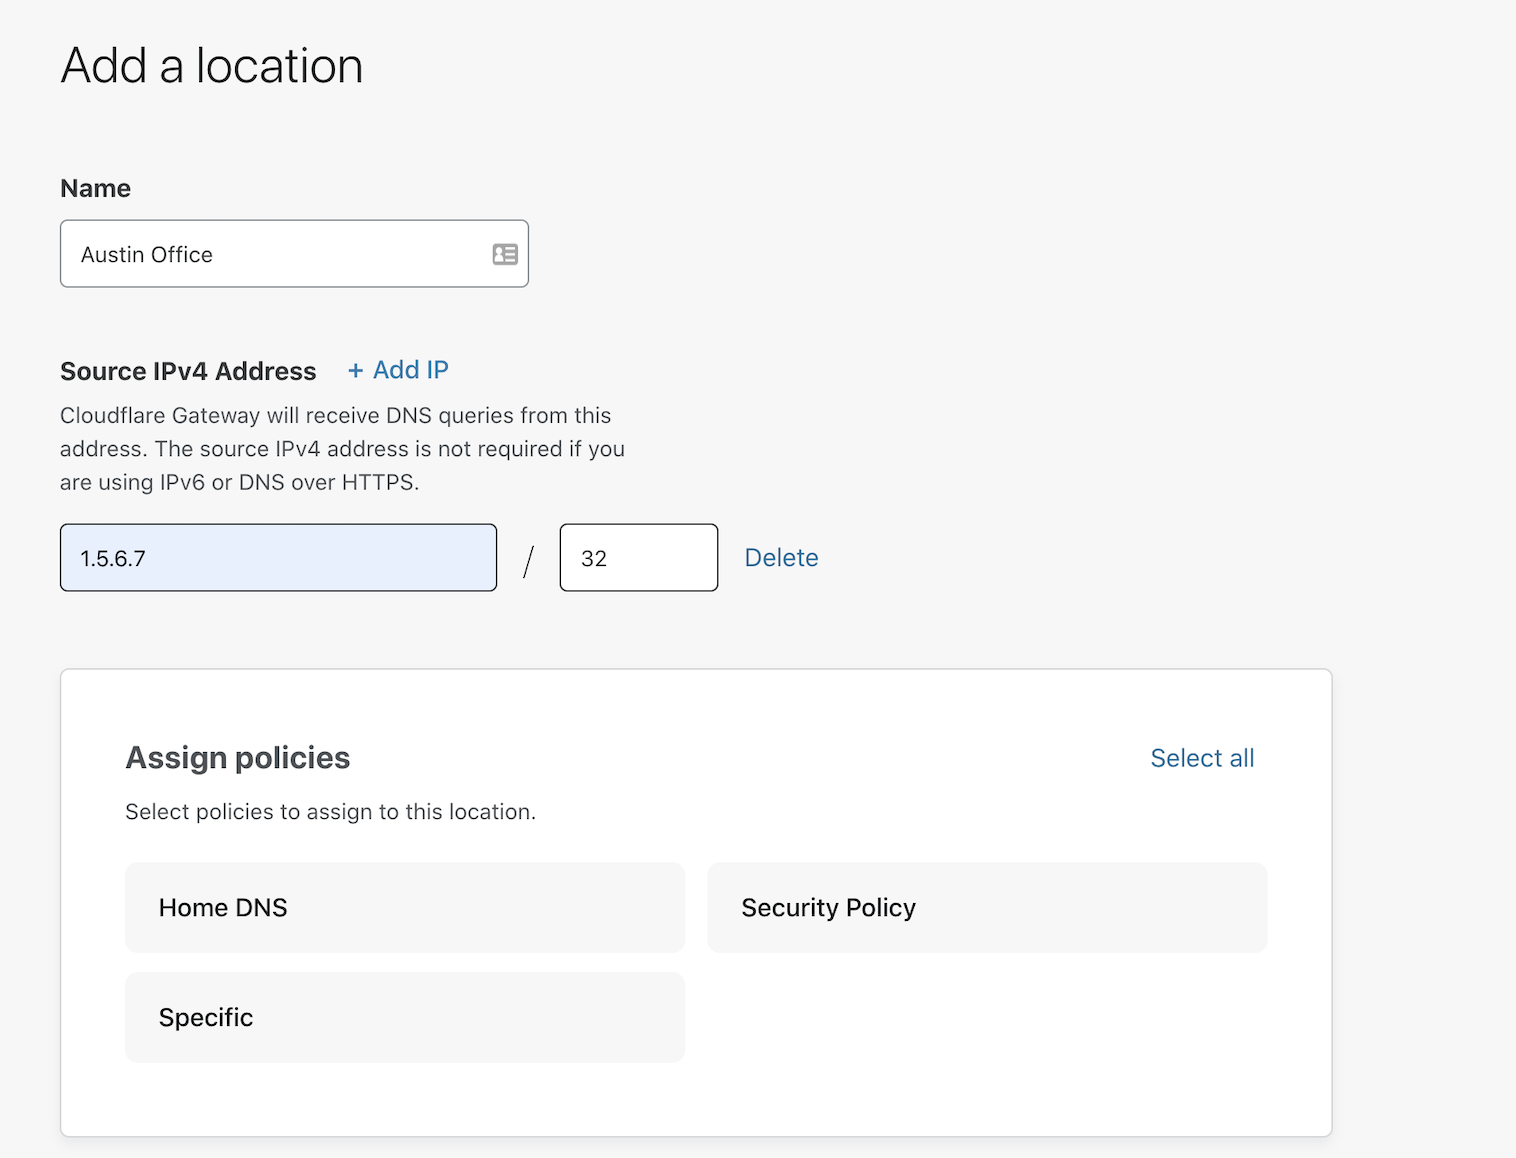 Add a location
Name
Austin Office
Source IPv4 Address + Add IP
Cloudflare Gateway will receive DNS queries from this
address. The source IPv4 address is not required if you
are using IPv6 or DNS over HTTPS.
1.5.6.7 / 32 Delete
Assign policies Select all
Select policies to assign to this location.
Home DNS Security Policy
Specific